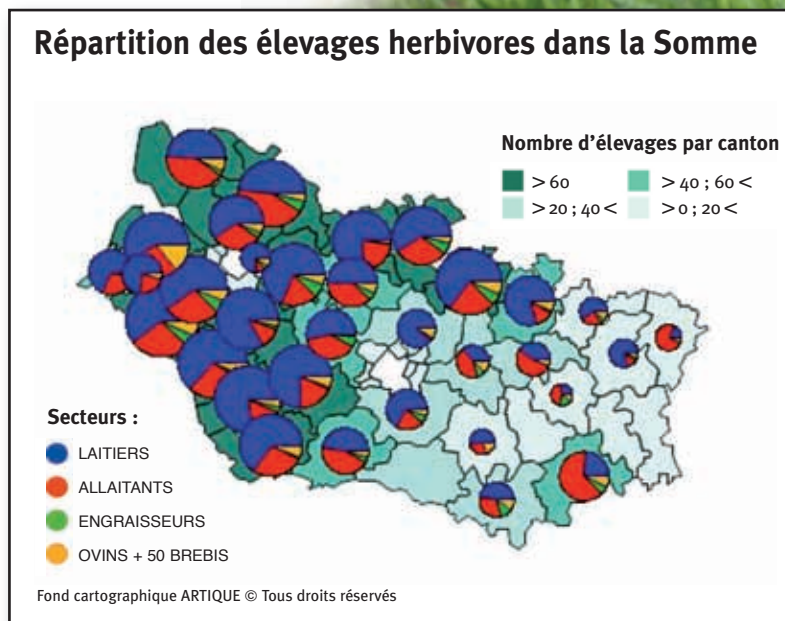 Répartition des élevages herbivores dans la Somme
Nombre d'élevages par canton
> 60
> 40 ; 60 <
> 20 ; 40 <
> 0 ; 20 <
Secteurs :
LAITIERS
ALLAITANTS
ENGRAISSEURS
OVINS + 50 BREBIS
Fond cartographique ARTIQUE © Tous droits réservés